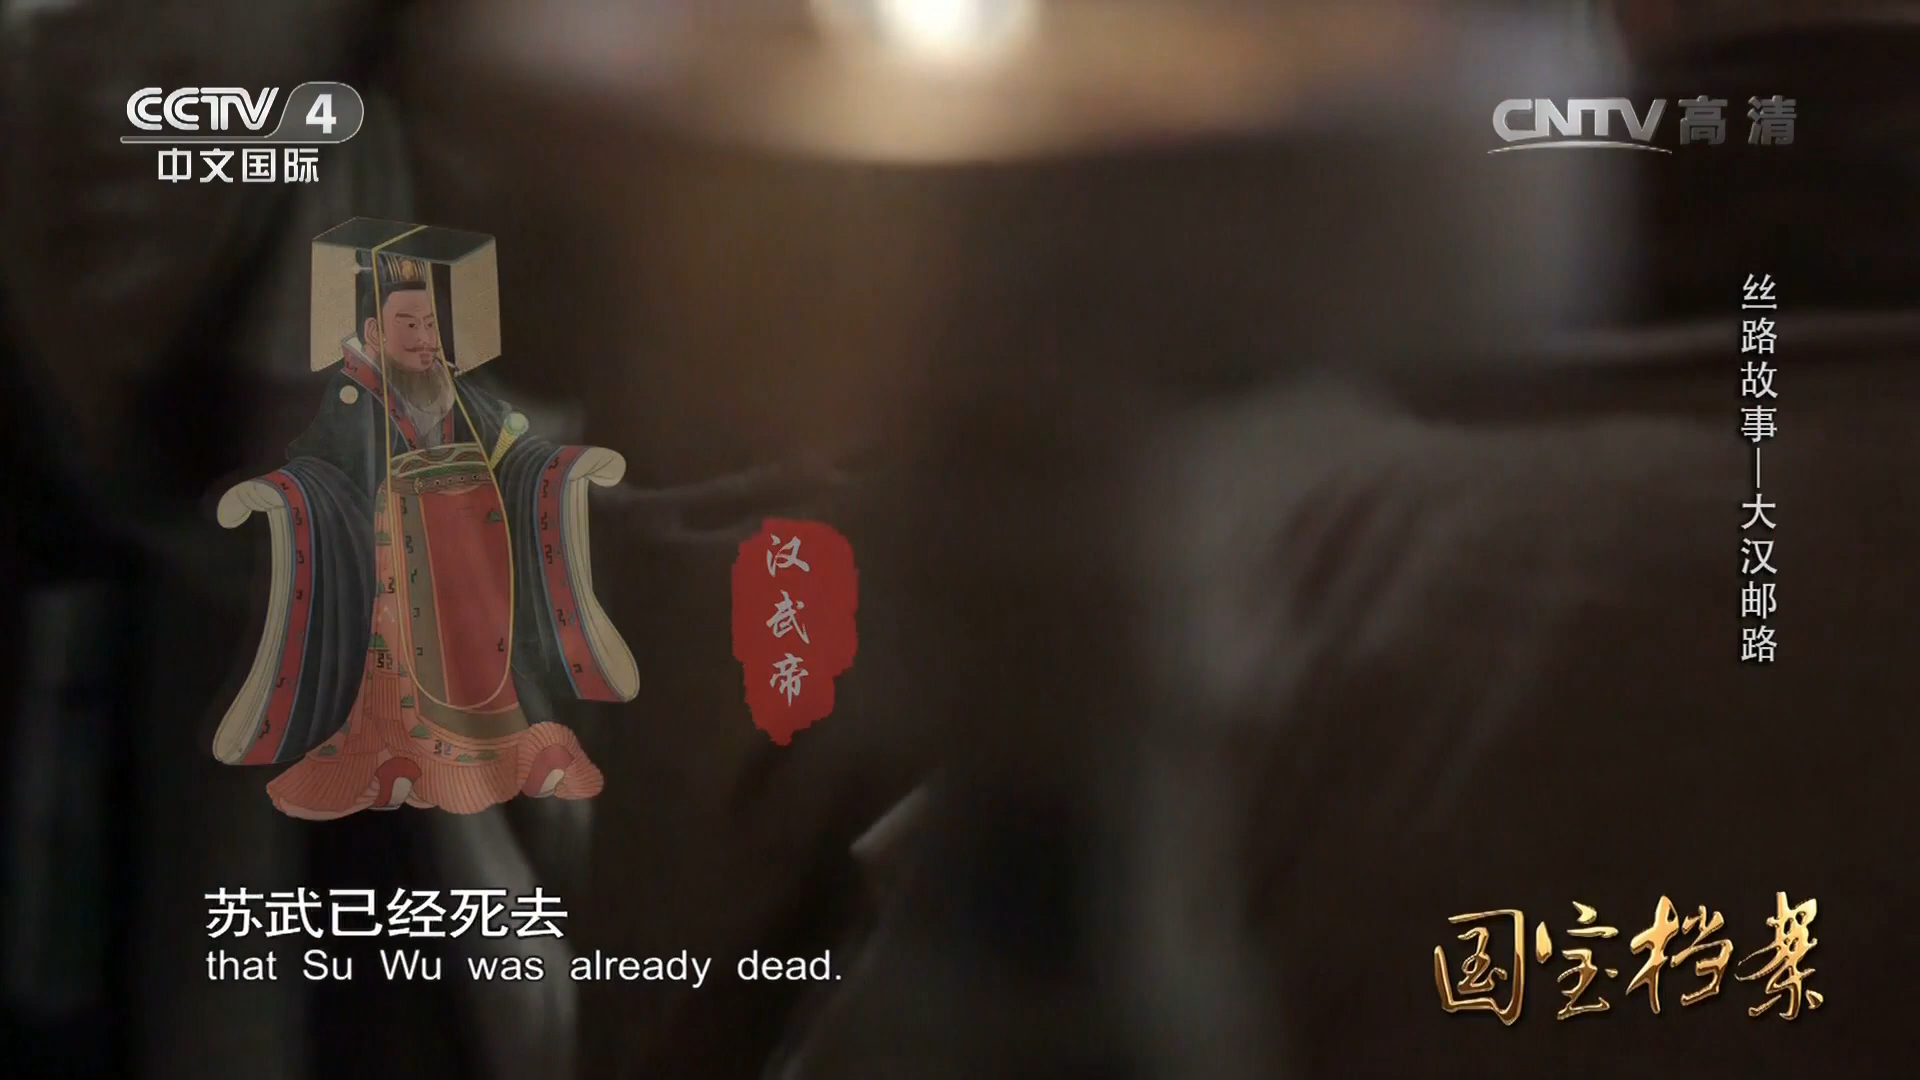 CCTV 4
中文国际
CNTV 高清
丝路故事—大汉邮路
汉武帝
苏武已经死去
that Su Wu was already dead.
国宝档案